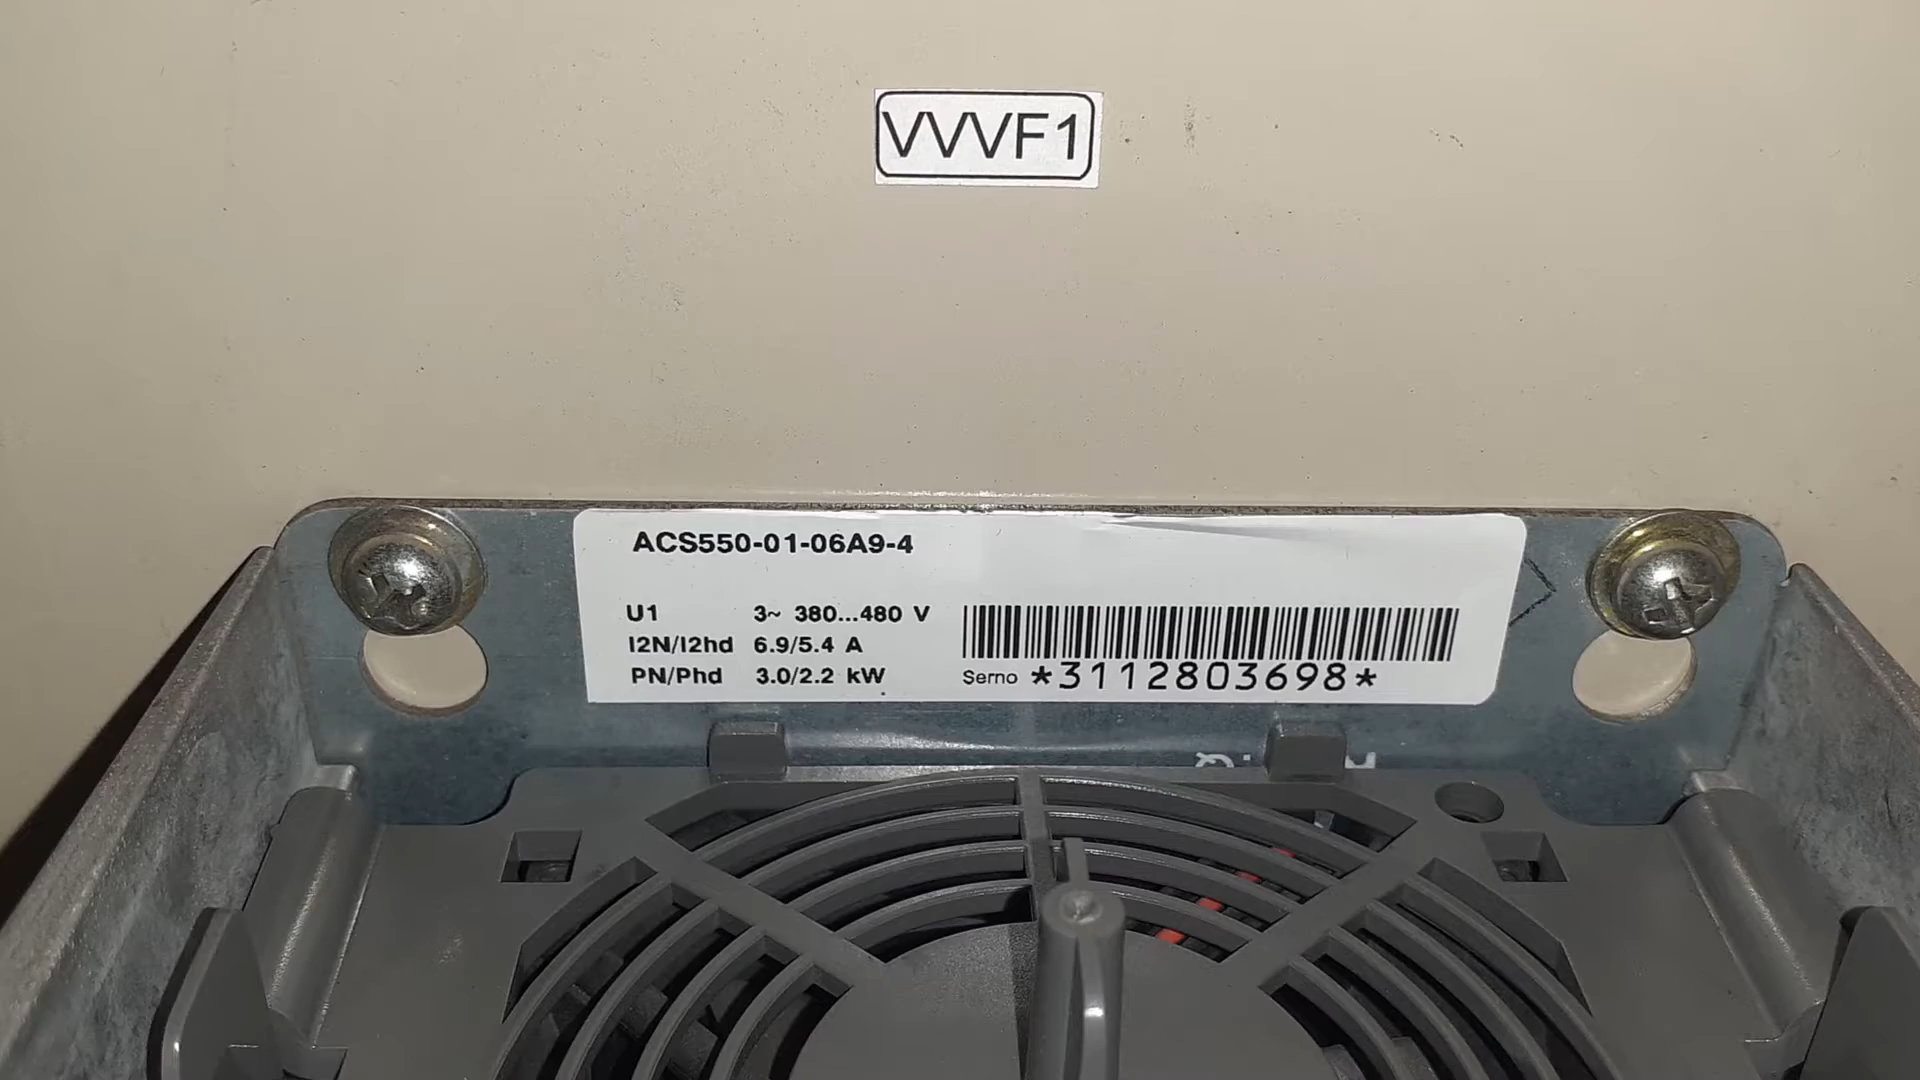 VVVF1
ACS550-01-06A9-4
U1 3~ 380...480 V
I2N/I2hd 6.9/5.4 A
PN/Phd 3.0/2.2 kW
Serno *3112803698*